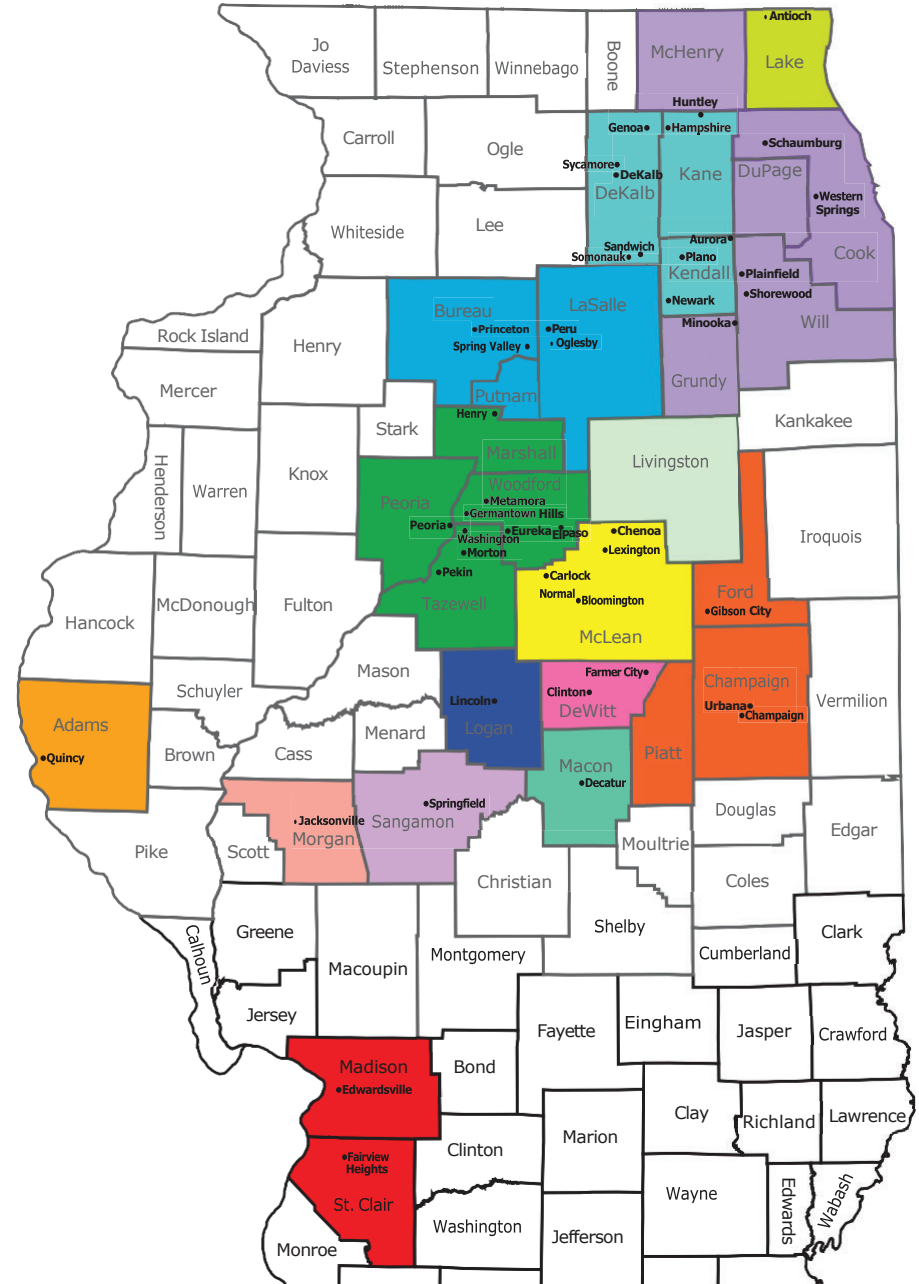 Antioch
Jo
Daviess
Stephenson
Winnebago
Boone
McHenry
Lake
Huntley
Carroll
Ogle
Genoa
Hampshire
Schaumburg
Sycamore
DeKalb
DeKalb
Kane
DuPage
Western
Springs
Whiteside
Lee
Aurora
Sandwich
Somonauk
Plano
Kendall
Cook
Plainfield
Newark
Shorewood
Rock Island
Henry
Bureau
LaSalle
Princeton
Peru
Spring Valley
Oglesby
Minooka
Will
Mercer
Putnam
Grundy
Stark
Henry
Kankakee
Henderson
Warren
Knox
Marshall
Livingston
Peoria
Woodford
Metamora
Germantown Hills
Peoria
Washington
Eureka
Elpaso
Chenoa
Iroquois
Morton
Lexington
Pekin
Carlock
McDonough
Fulton
Tazewell
Normal
Bloomington
Ford
Gibson City
Hancock
McLean
Mason
Farmer City
Schuyler
Lincoln
Clinton
DeWitt
Champaign
Urbana
Champaign
Vermilion
Adams
Quincy
Brown
Cass
Menard
Logan
Macon
Decatur
Piatt
Springfield
Sangamon
Jacksonville
Morgan
Douglas
Edgar
Pike
Scott
Moultrie
Christian
Coles
Greene
Calhoun
Macoupin
Montgomery
Shelby
Cumberland
Clark
Jersey
Fayette
Eingham
Jasper
Crawford
Madison
Edwardsville
Bond
Clay
Richland
Lawrence
Marion
Clinton
Fairview
Heights
St. Clair
Wayne
Edwards
Wabash
Washington
Jefferson
Monroe